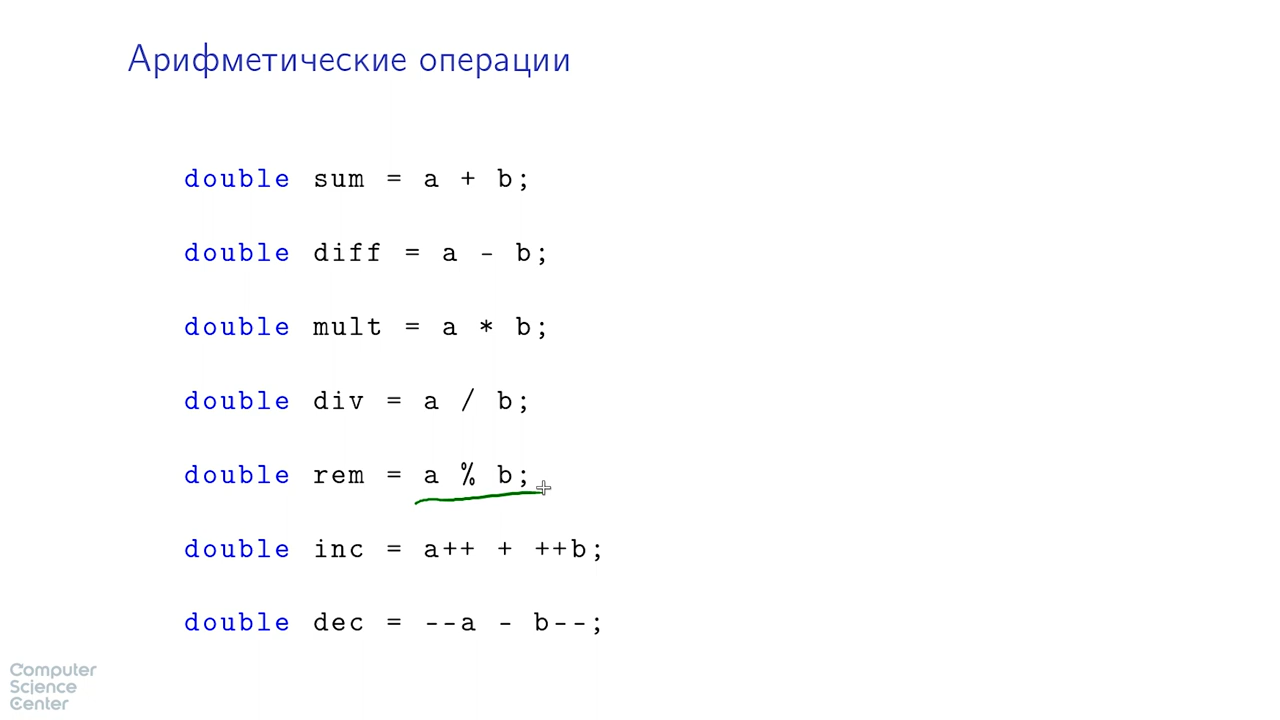 Арифметические операции
double sum = a + b;
double diff = a - b;
double mult = a * b;
double div = a / b;
double rem = a % b;
double inc = a++ + ++b;
double dec = --a - b--;
Computer
Science
Center